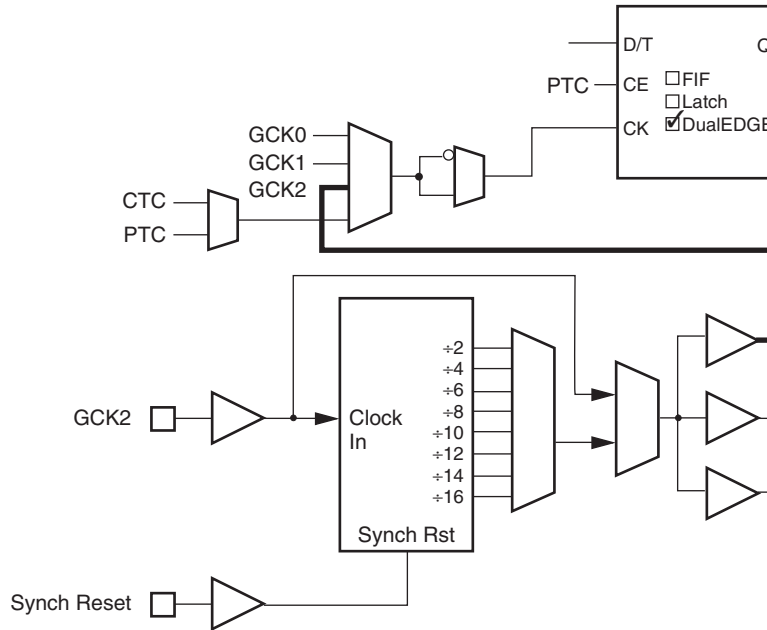 D/T
Q
PTC
CE
FIF
Latch
DualEDGE
CK
GCK0
GCK1
GCK2
CTC
PTC
÷2
÷4
÷6
÷8
÷10
÷12
÷14
÷16
GCK2
Clock
In
Synch Rst
Synch Reset